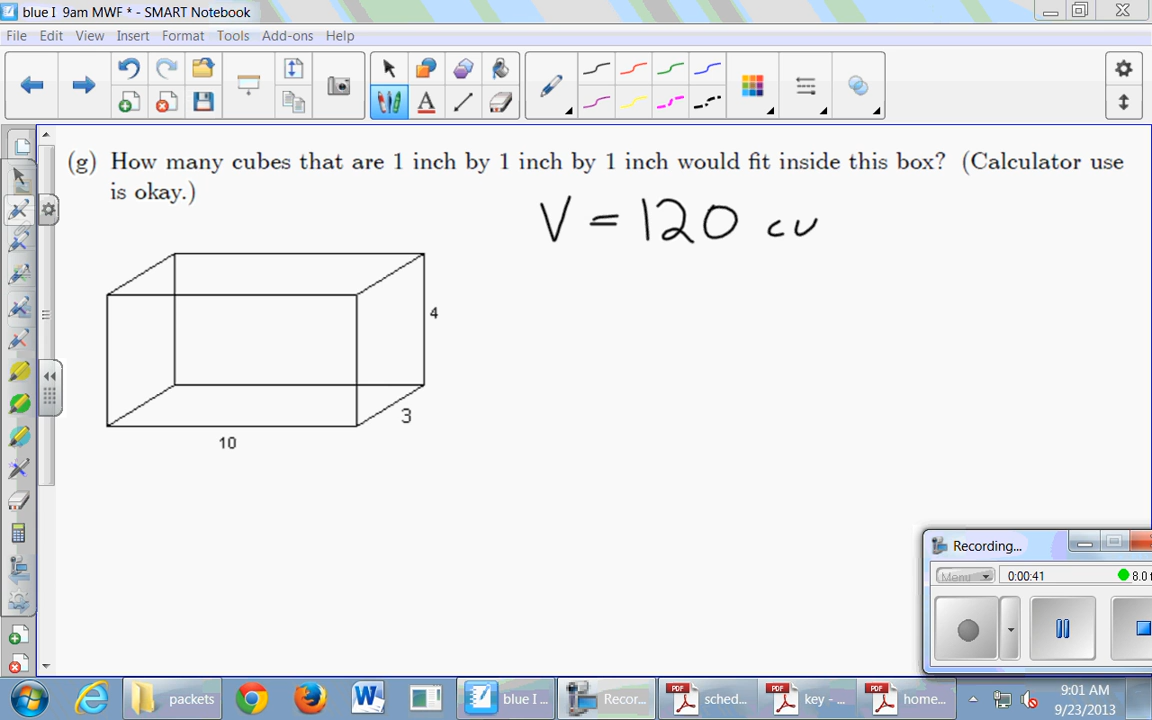 blue I 9am MWF * - SMART Notebook
File Edit View Insert Format Tools Add-ons Help
(g) How many cubes that are 1 inch by 1 inch by 1 inch would fit inside this box? (Calculator use
is okay.)
V = 120 cu
4
3
10
Recording...
Menu 0:00:41 8.0 f
packets blue I ... Recor... sched... key - ... home...
9:01 AM
9/23/2013